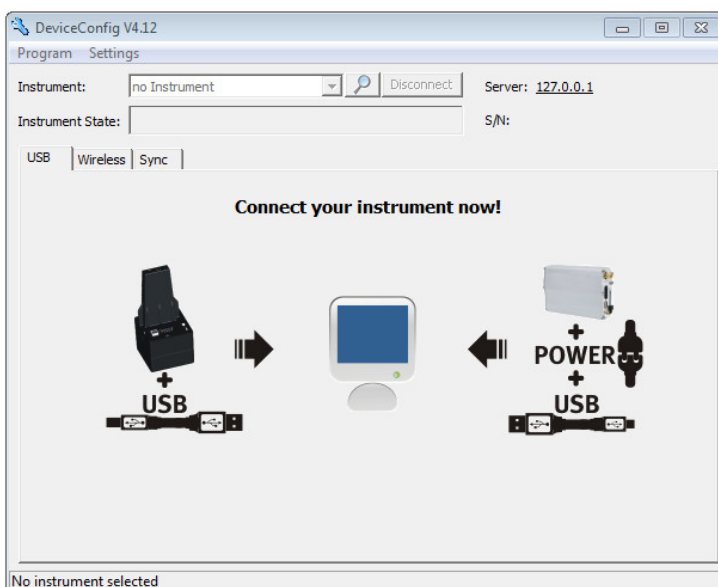 DeviceConfig V4.12
Program Settings
Instrument: no Instrument Disconnect Server: 127.0.0.1
Instrument State: S/N:
USB Wireless Sync
Connect your instrument now!
+
+
POWER
+
+
USB
USB
No instrument selected